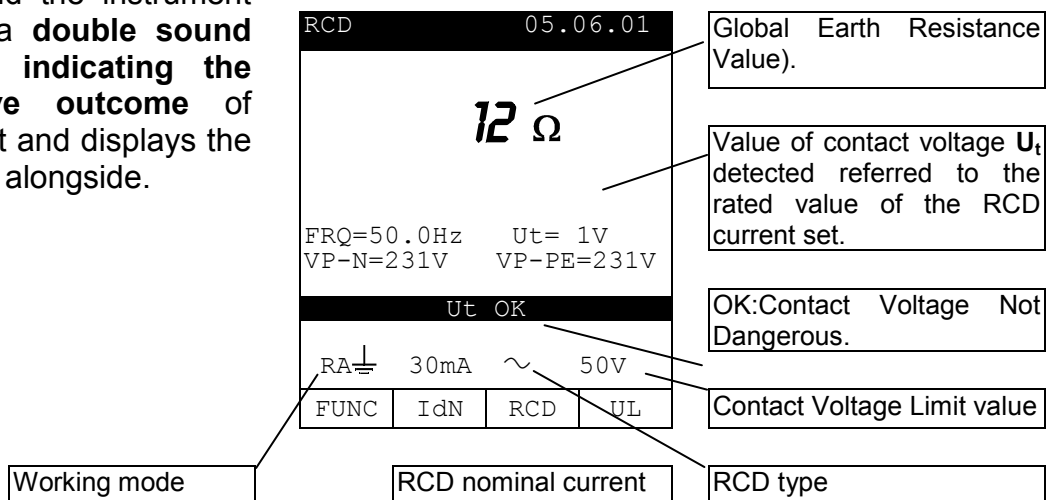 d the instrument
a double sound
indicating the
ve outcome of
t and displays the
alongside.
RCD 05.06.01
12 Ω
FRQ=50.0Hz Ut= 1V
VP-N=231V VP-PE=231V
Ut OK
RA 30mA 50V
FUNC IdN RCD UL
Global Earth Resistance
Value).
Value of contact voltage Ut
detected referred to the
rated value of the RCD
current set.
OK:Contact Voltage Not
Dangerous.
Contact Voltage Limit value
Working mode
RCD nominal current
RCD type